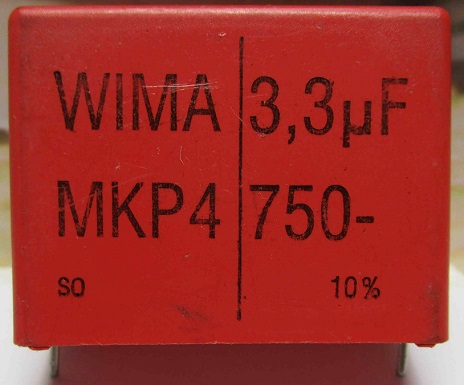 WIMA 3,3µF
MKP4 750-
SO 10%